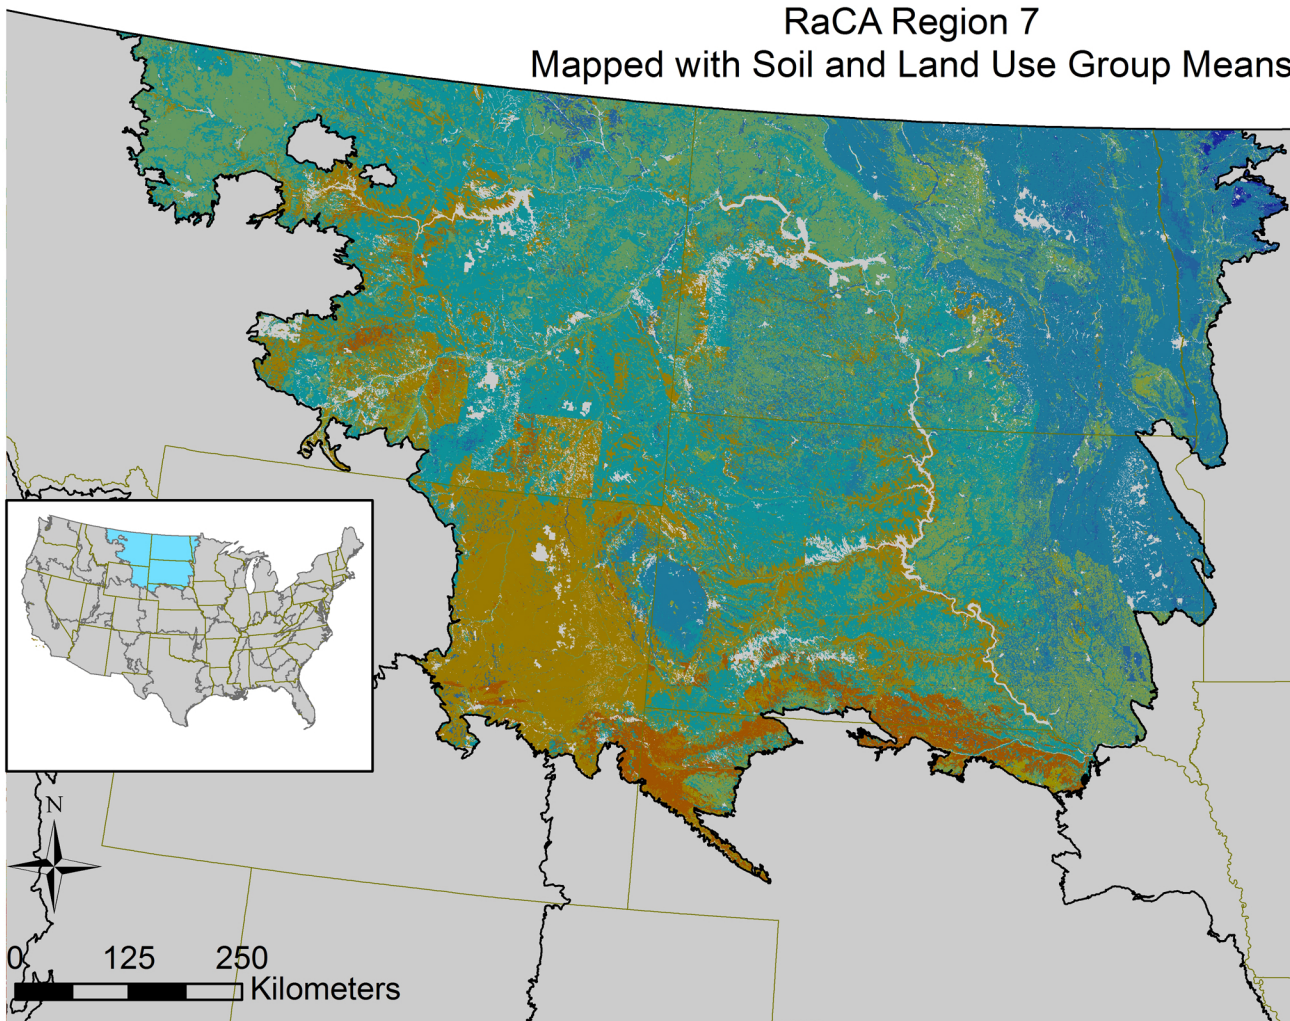 RaCA Region 7
Mapped with Soil and Land Use Group Means
N
0 125 250
Kilometers